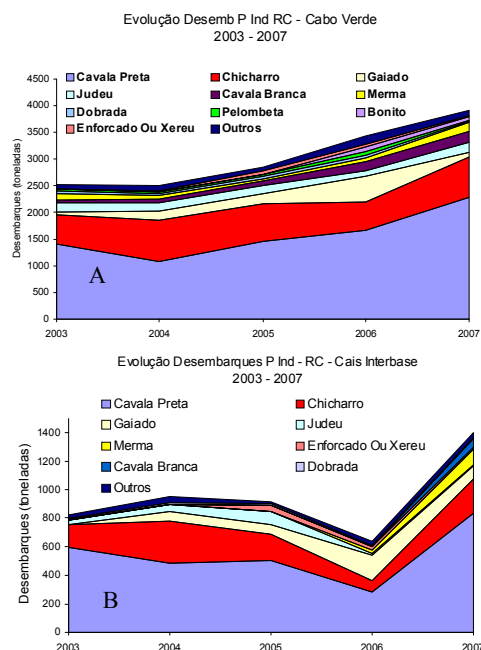 Evolução Desemb P Ind RC - Cabo Verde
2003 - 2007
Desembarques (toneladas)
4500
4000
3500
3000
2500
2000
1500
1000
500
0
Cavala Preta Chicharro Gaiado
Judeu Cavala Branca Merma
Dobrada Pelombeta Bonito
Enforcado Ou Xereu Outros
A
2003 2004 2005 2006 2007
Evolução Desembarques P Ind - RC - Cais Interbase
2003 - 2007
Desembarques (toneladas)
1400
1200
1000
800
600
400
200
0
Cavala Preta Chicharro
Gaiado Judeu
Merma Enforcado Ou Xereu
Cavala Branca Dobrada
Outros
B
2003 2004 2005 2006 2007